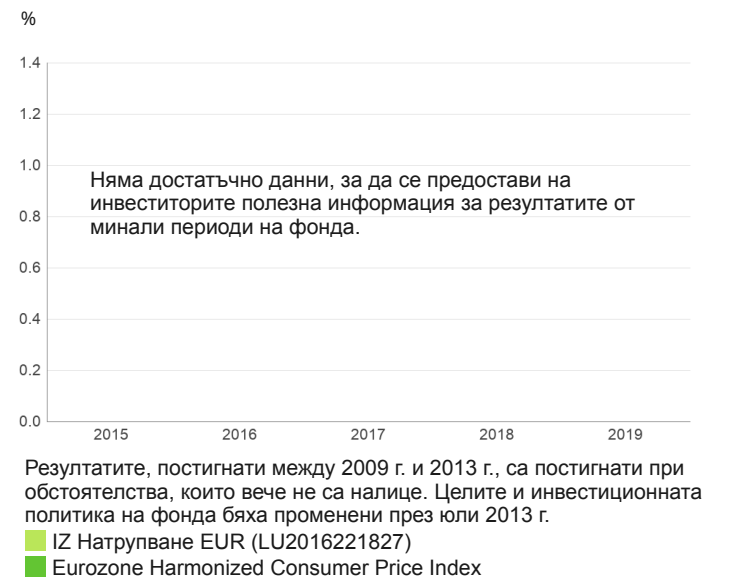 %
1.4
1.2
1.0
Няма достатъчно данни, за да се предостави на
инвеститорите полезна информация за резултатите от
0.8
минали периоди на фонда.
0.6
0.4
0.2
0.0
2015 2016 2017 2018 2019
Резултатите, постигнати между 2009 г. и 2013 г., са постигнати при
обстоятелства, които вече не са налице. Целите и инвестиционната
политика на фонда бяха променени през юли 2013 г.
IZ Натрупване EUR (LU2016221827)
Eurozone Harmonized Consumer Price Index